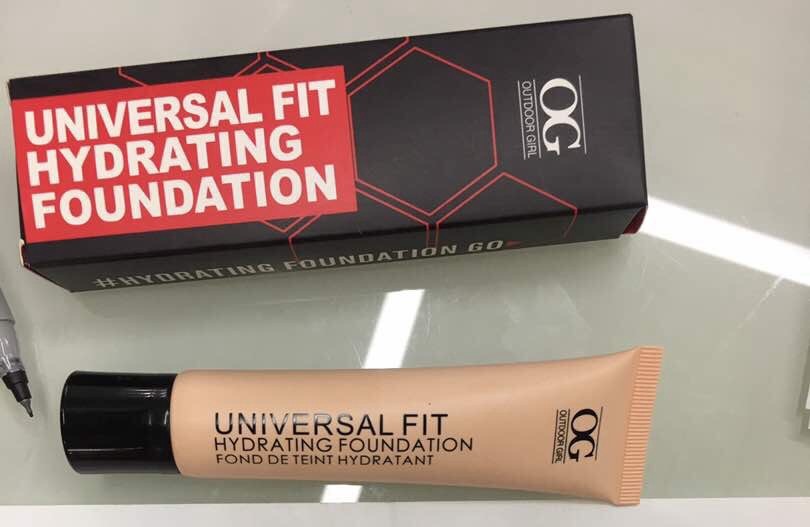 UNIVERSAL FIT
HYDRATING
FOUNDATION
OG
OUTDOOR GIRL
#HYDRATING FOUNDATION GO
UNIVERSAL FIT
HYDRATING FOUNDATION
FOND DE TEINT HYDRATANT
OG
OUTDOOR GIRL